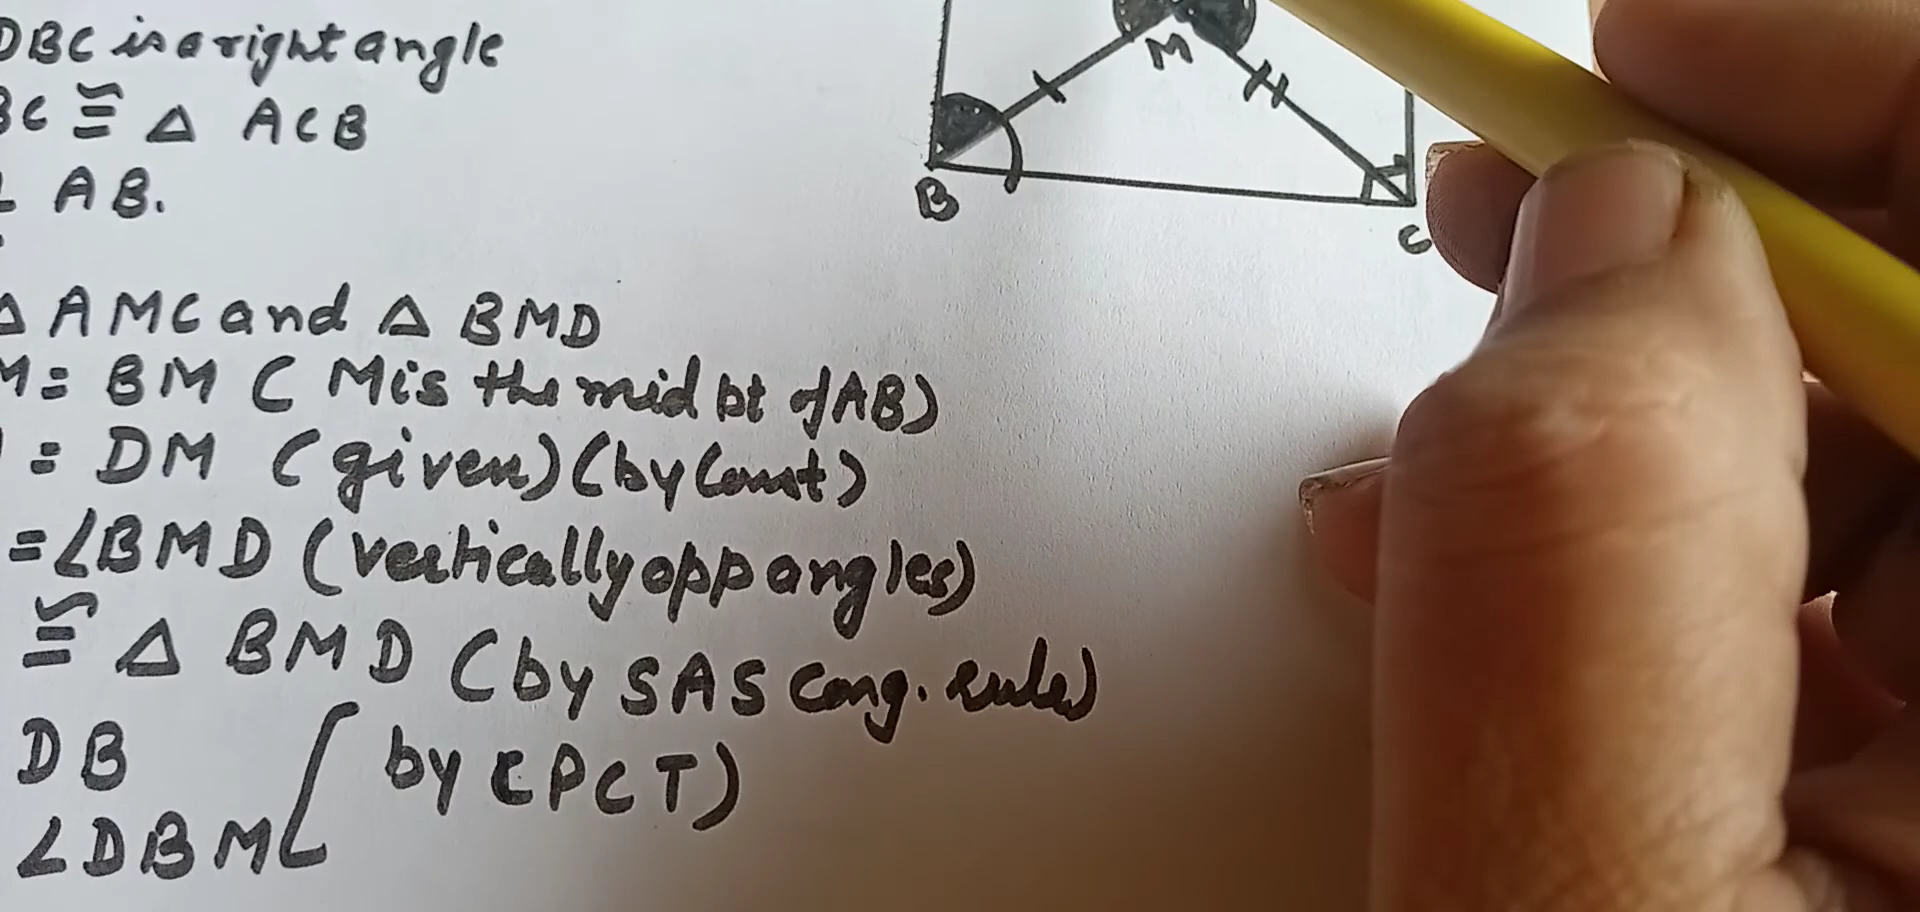 DBC is a right angle
BC ≅ △ ACB
AB.
△ AMC and △ BMD
M = BM ( M is the mid pt of AB)
= DM (given) (by Const)
= ∠BMD (vertically opp angles)
≅ △ BMD (by SAS Cong. rule)
DB
by CPCT)
∠DBM
M
B
C